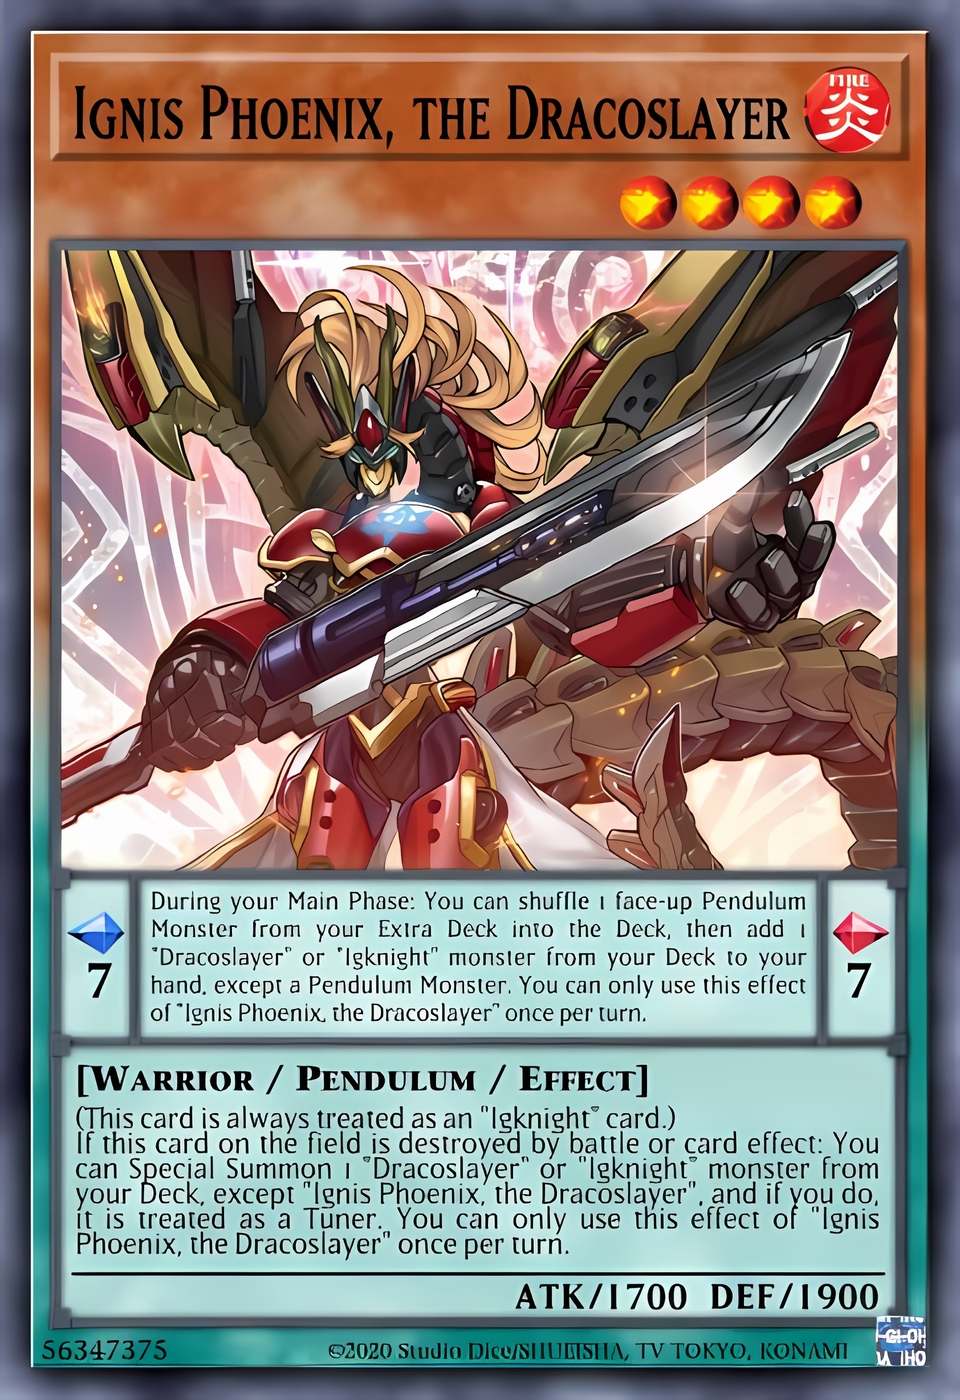 IGNIS PHOENIX, THE DRACOSLAYER
炎
During your Main Phase: You can shuffle 1 face-up Pendulum
Monster from your Extra Deck into the Deck, then add 1
"Dracoslayer" or "Igknight" monster from your Deck to your
hand, except a Pendulum Monster. You can only use this effect
of "Ignis Phoenix, the Dracoslayer" once per turn.
7
7
[WARRIOR / PENDULUM / EFFECT]
(This card is always treated as an "Igknight" card.)
If this card on the field is destroyed by battle or card effect: You
can Special Summon 1 "Dracoslayer" or "Igknight" monster from
your Deck, except "Ignis Phoenix, the Dracoslayer", and if you do,
it is treated as a Tuner. You can only use this effect of "Ignis
Phoenix, the Dracoslayer" once per turn.
ATK/1700 DEF/1900
56347375
©2020 Studio Dice/SHUEISHA, TV TOKYO, KONAMI